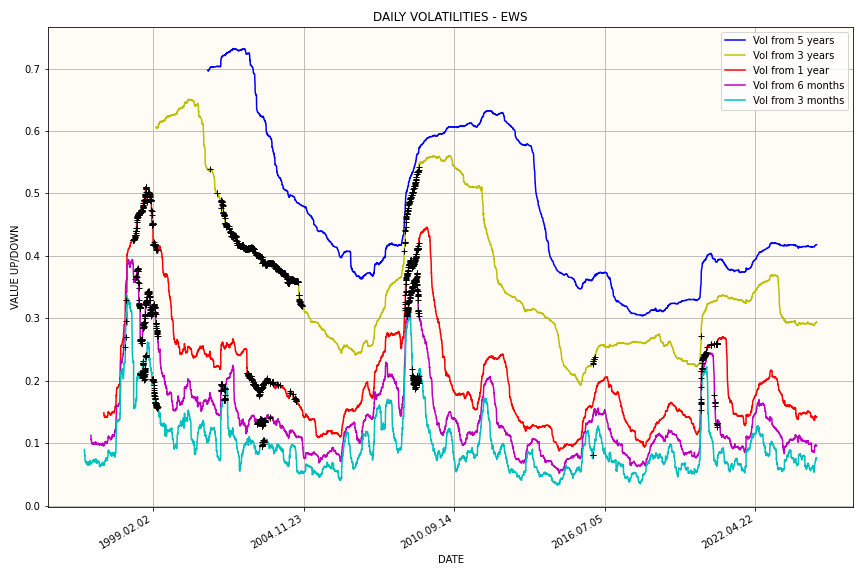 DAILY VOLATILITIES - EWS
Vol from 5 years
Vol from 3 years
Vol from 1 year
Vol from 6 months
Vol from 3 months
VALUE UP/DOWN
0.7
0.6
0.5
0.4
0.3
0.2
0.1
0.0
1999.02.02
2004.11.23
2010.09.14
2016.07.05
2022.04.22
DATE